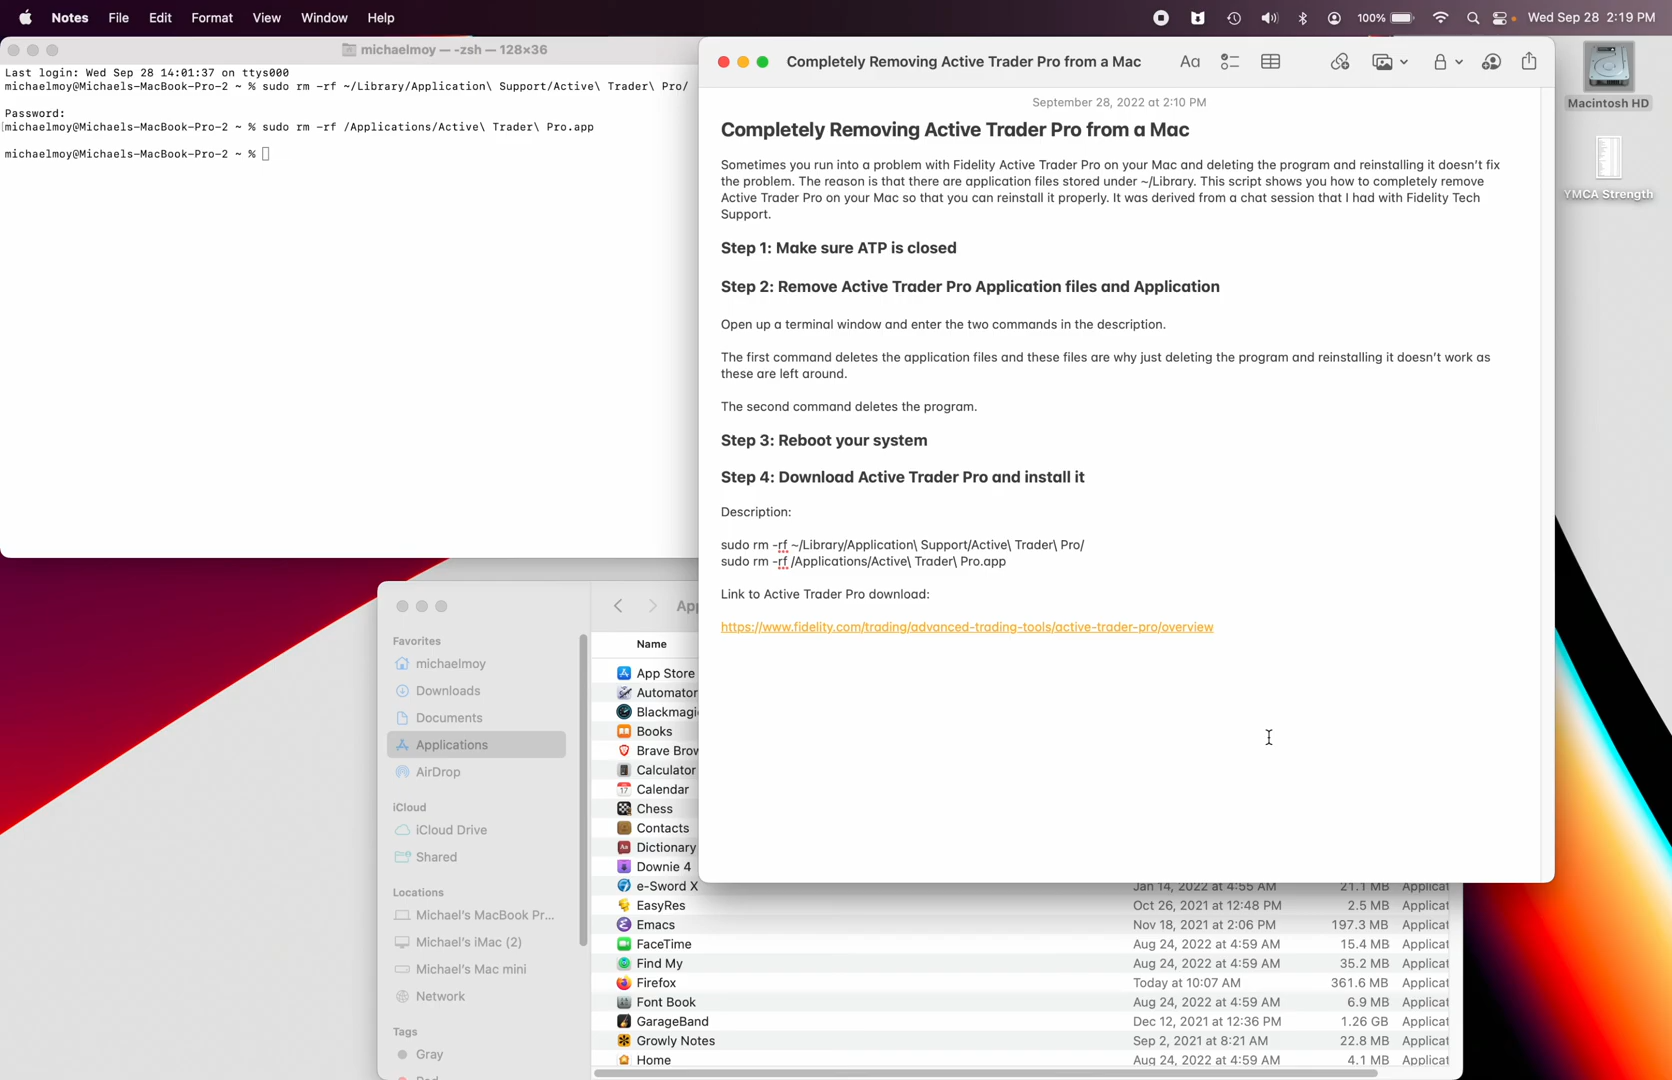 Notes File Edit Format View Window Help
100% Wed Sep 28 2:19 PM
michaelmoy — -zsh — 128×36
Last login: Wed Sep 28 14:01:37 on ttys000
michaelmoy@Michaels-MacBook-Pro-2 ~ % sudo rm -rf ~/Library/Application\ Support/Active\ Trader\ Pro/
Password:
michaelmoy@Michaels-MacBook-Pro-2 ~ % sudo rm -rf /Applications/Active\ Trader\ Pro.app
michaelmoy@Michaels-MacBook-Pro-2 ~ %
Completely Removing Active Trader Pro from a Mac
Aa
September 28, 2022 at 2:10 PM
Completely Removing Active Trader Pro from a Mac
Sometimes you run into a problem with Fidelity Active Trader Pro on your Mac and deleting the program and reinstalling it doesn't fix
the problem. The reason is that there are application files stored under ~/Library. This script shows you how to completely remove
Active Trader Pro on your Mac so that you can reinstall it properly. It was derived from a chat session that I had with Fidelity Tech
Support.
Step 1: Make sure ATP is closed
Step 2: Remove Active Trader Pro Application files and Application
Open up a terminal window and enter the two commands in the description.
The first command deletes the application files and these files are why just deleting the program and reinstalling it doesn't work as
these are left around.
The second command deletes the program.
Step 3: Reboot your system
Step 4: Download Active Trader Pro and install it
Description:
sudo rm -rf ~/Library/Application\ Support/Active\ Trader\ Pro/
sudo rm -rf /Applications/Active\ Trader\ Pro.app
Link to Active Trader Pro download:
https://www.fidelity.com/trading/advanced-trading-tools/active-trader-pro/overview
Macintosh HD
YMCA Strength
Favorites
michaelmoy
Downloads
Documents
Applications
AirDrop
iCloud
iCloud Drive
Shared
Locations
Michael's MacBook Pr...
Michael's iMac (2)
Michael's Mac mini
Network
Tags
Gray
App
Name
App Store
Automator
Blackmagi
Books
Brave Brow
Calculator
Calendar
Chess
Contacts
Dictionary
Downie 4
e-Sword X Jan 14, 2022 at 4:55 AM 21.1 MB Applicat
EasyRes Oct 26, 2021 at 12:48 PM 2.5 MB Applicat
Emacs Nov 18, 2021 at 2:06 PM 197.3 MB Applicat
FaceTime Aug 24, 2022 at 4:59 AM 15.4 MB Applicat
Find My Aug 24, 2022 at 4:59 AM 35.2 MB Applicat
Firefox Today at 10:07 AM 361.6 MB Applicat
Font Book Aug 24, 2022 at 4:59 AM 6.9 MB Applicat
GarageBand Dec 12, 2021 at 12:36 PM 1.26 GB Applicat
Growly Notes Sep 2, 2021 at 8:21 AM 22.8 MB Applicat
Home Aug 24, 2022 at 4:59 AM 4.1 MB Applicat